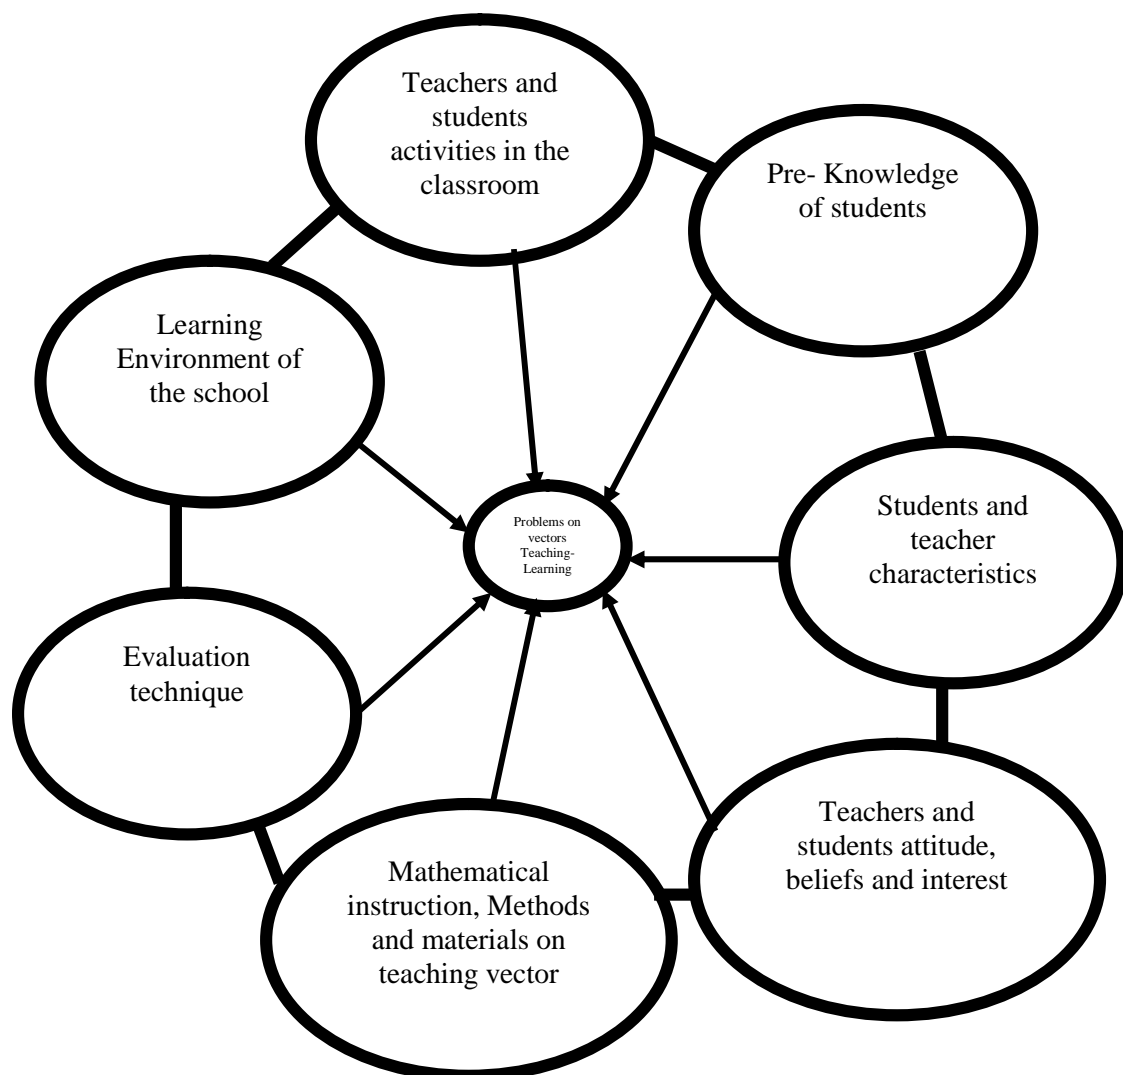 Teachers and
students
activities in the
classroom
Pre- Knowledge
of students
Learning
Environment of
the school
Students and
teacher
characteristics
Problems on
vectors
Teaching-
Learning
Evaluation
technique
Teachers and
students attitude,
beliefs and interest
Mathematical
instruction, Methods
and materials on
teaching vector